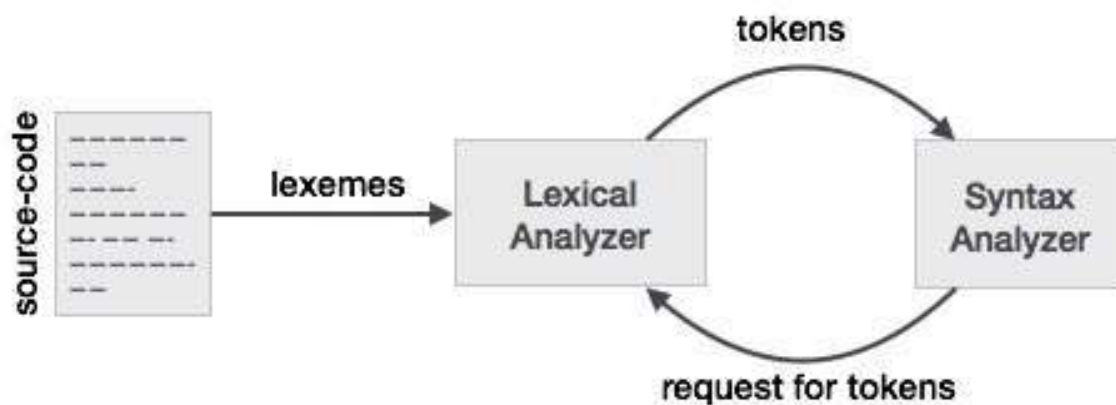 tokens
source-code
lexemes
Lexical
Analyzer
Syntax
Analyzer
request for tokens